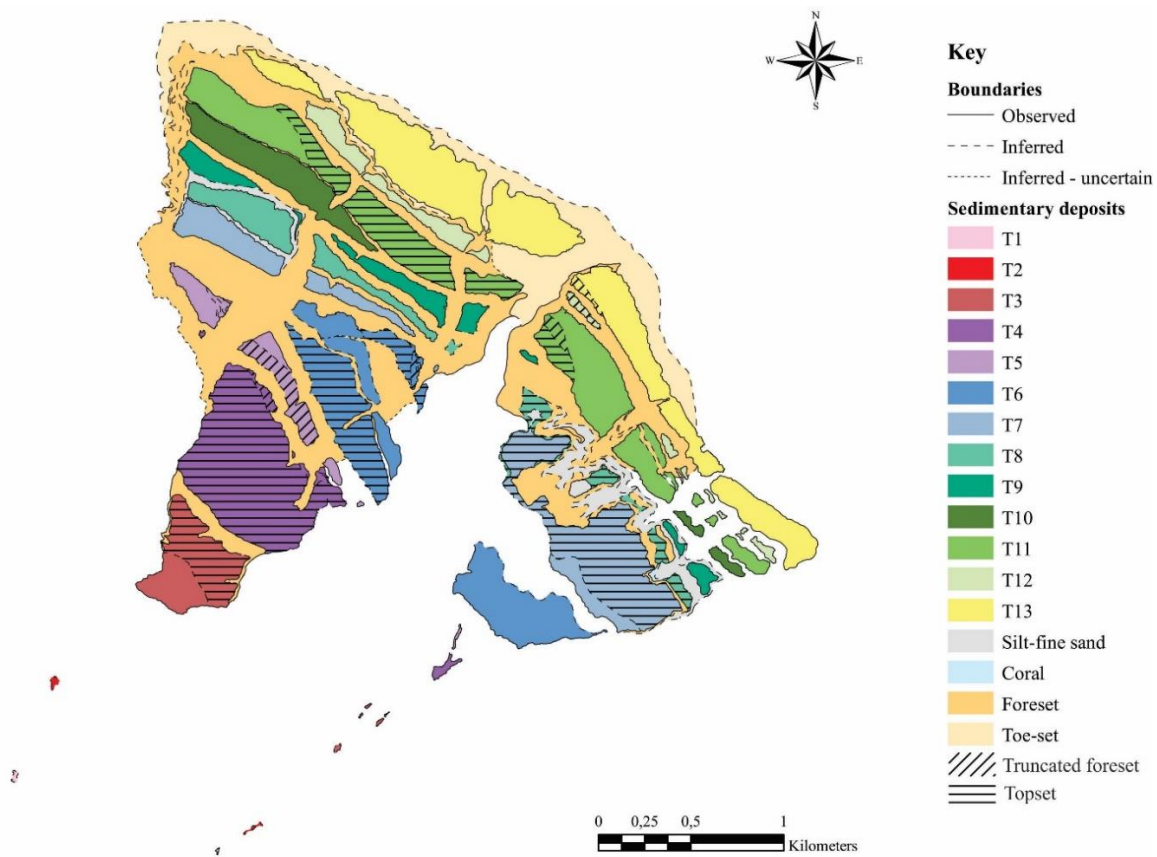 N
W E
S
Key
Boundaries
Observed
Inferred
Inferred - uncertain
Sedimentary deposits
T1
T2
T3
T4
T5
T6
T7
T8
T9
T10
T11
T12
T13
Silt-fine sand
Coral
Foreset
Toe-set
Truncated foreset
Topset
0 0,25 0,5 1
Kilometers